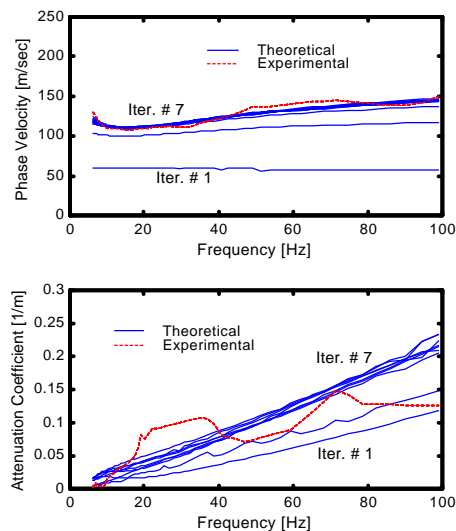 250
200
150
100
50
0
Phase Velocity [m/sec]
Theoretical
Experimental
Iter. # 7
Iter. # 1
0 20 40 60 80 100
Frequency [Hz]
0.3
0.25
0.2
0.15
0.1
0.05
0
Attenuation Coefficient [1/m]
Theoretical
Experimental
Iter. # 7
Iter. # 1
0 20 40 60 80 100
Frequency [Hz]